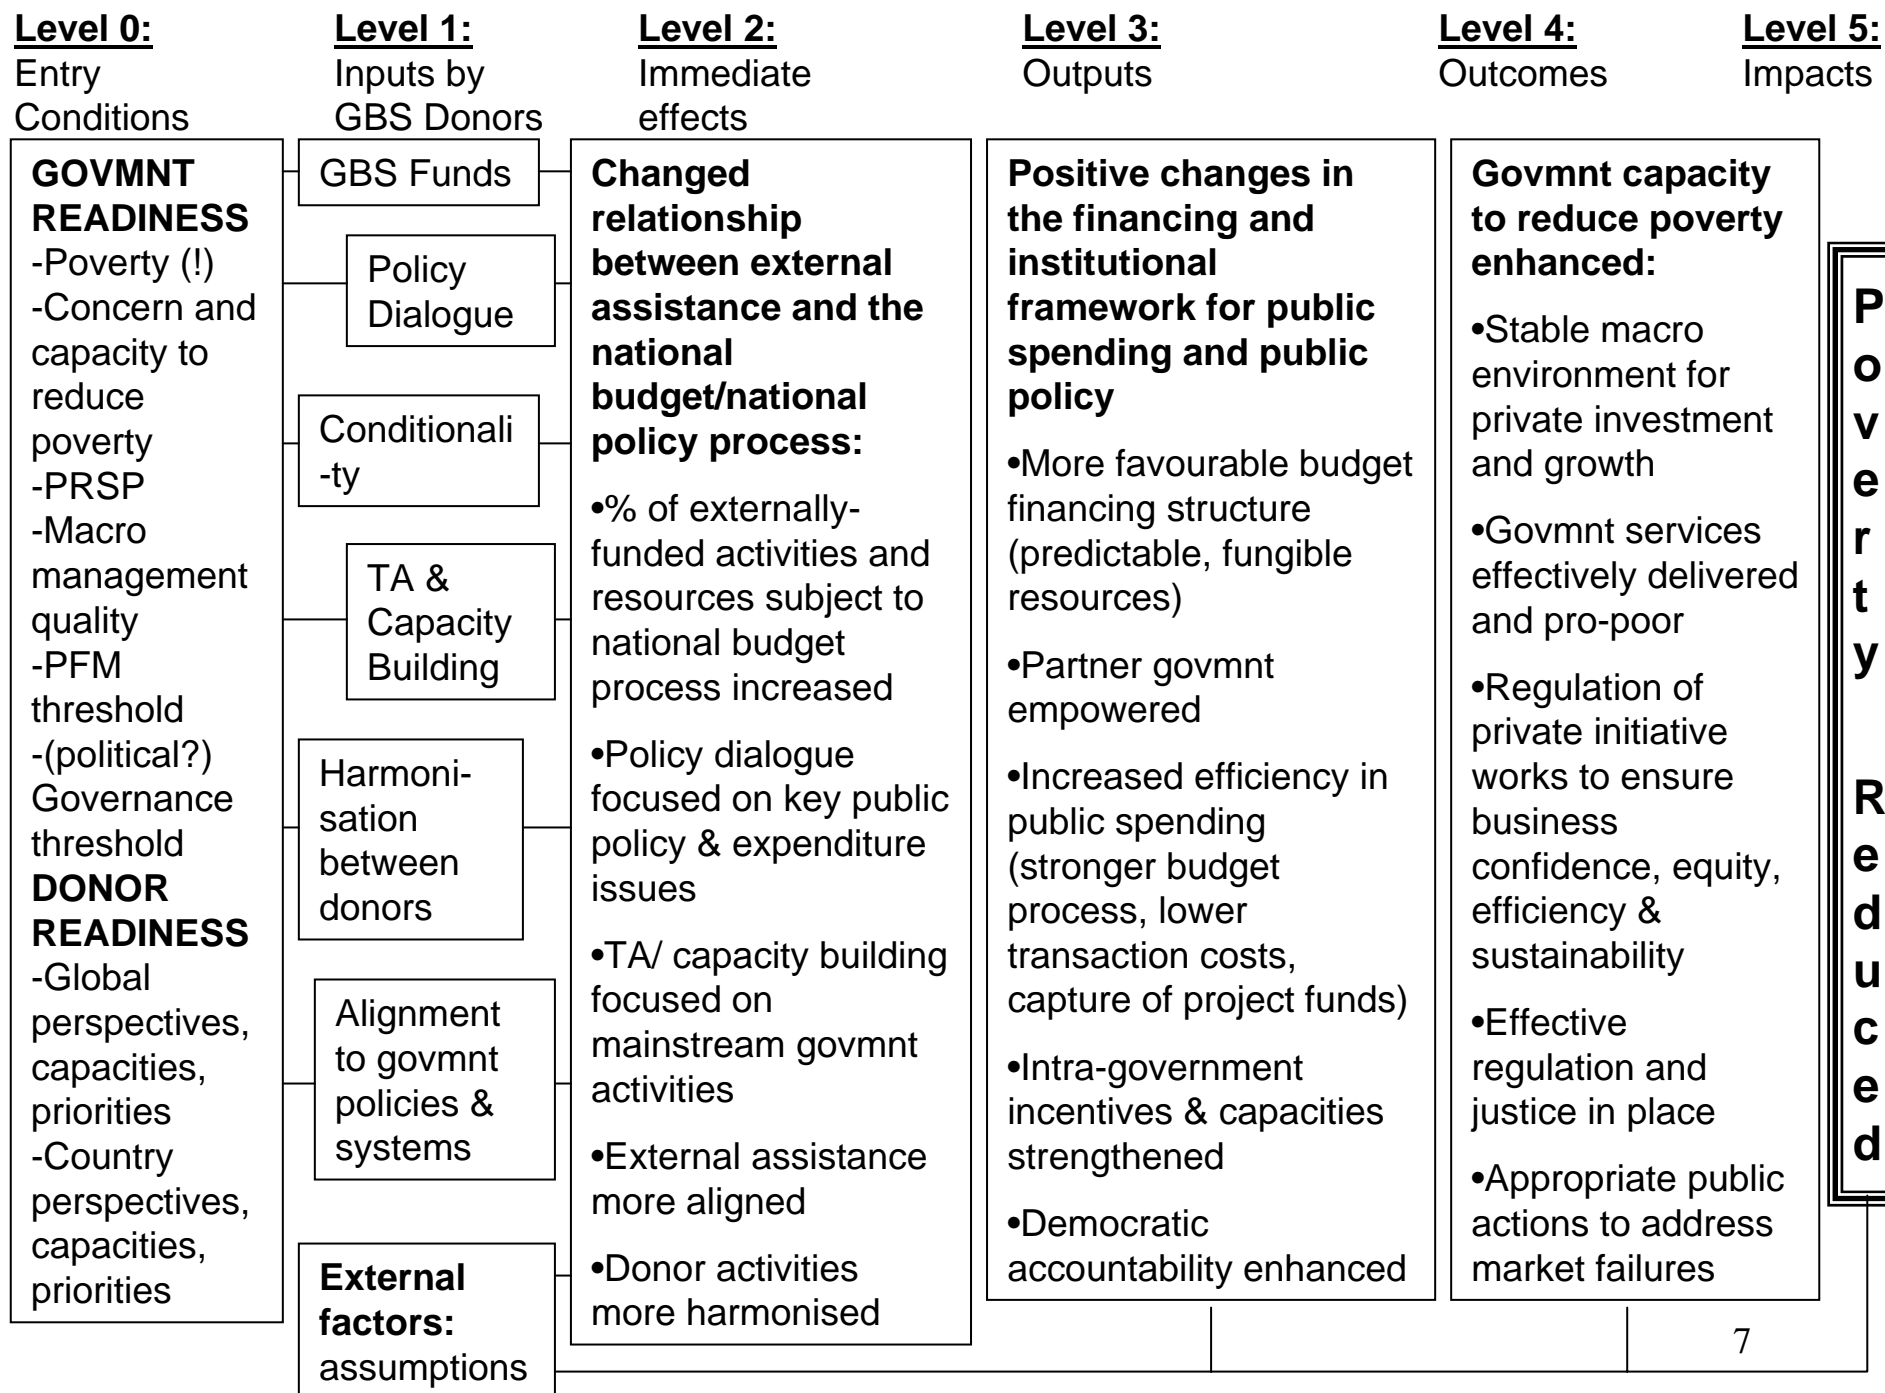 Level 0:
Entry
Conditions
Level 1:
Inputs by
GBS Donors
Level 2:
Immediate
effects
Level 3:
Outputs
Level 4:
Outcomes
Level 5:
Impacts
GOVMNT
READINESS
-Poverty (!)
-Concern and
capacity to
reduce
poverty
-PRSP
-Macro
management
quality
-PFM
threshold
-(political?)
Governance
threshold
DONOR
READINESS
-Global
perspectives,
capacities,
priorities
-Country
perspectives,
capacities,
priorities
GBS Funds
Policy
Dialogue
Conditionali
-ty
TA &
Capacity
Building
Harmoni-
sation
between
donors
Alignment
to govmnt
policies &
systems
External
factors:
assumptions
Changed
relationship
between external
assistance and the
national
budget/national
policy process:
•% of externally-
funded activities and
resources subject to
national budget
process increased
•Policy dialogue
focused on key public
policy & expenditure
issues
•TA/ capacity building
focused on
mainstream govmnt
activities
•External assistance
more aligned
•Donor activities
more harmonised
Positive changes in
the financing and
institutional
framework for public
spending and public
policy
•More favourable budget
financing structure
(predictable, fungible
resources)
•Partner govmnt
empowered
•Increased efficiency in
public spending
(stronger budget
process, lower
transaction costs,
capture of project funds)
•Intra-government
incentives & capacities
strengthened
•Democratic
accountability enhanced
Govmnt capacity
to reduce poverty
enhanced:
•Stable macro
environment for
private investment
and growth
•Govmnt services
effectively delivered
and pro-poor
•Regulation of
private initiative
works to ensure
business
confidence, equity,
efficiency &
sustainability
•Effective
regulation and
justice in place
•Appropriate public
actions to address
market failures
Poverty
Reduced
7